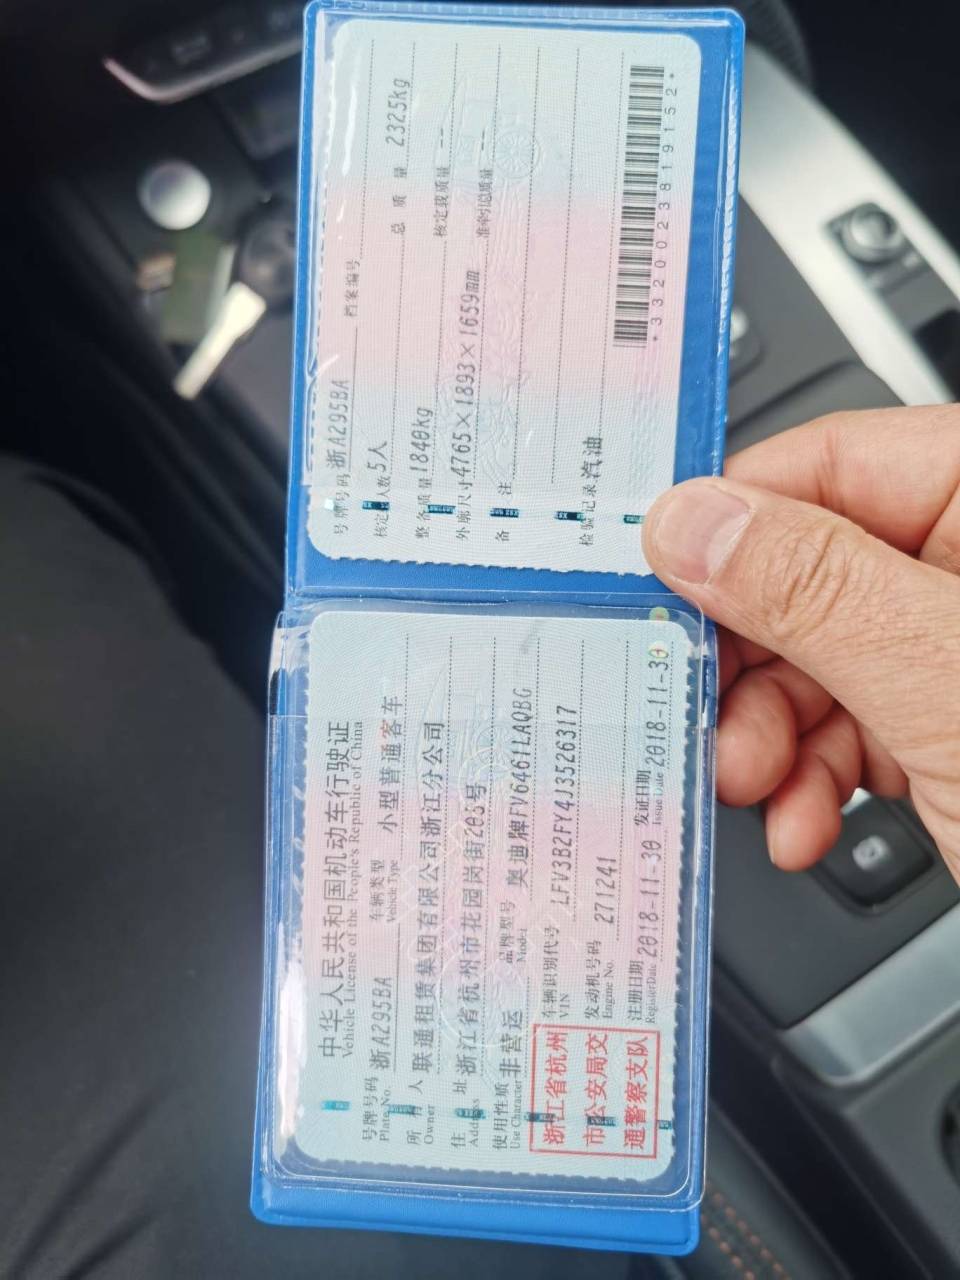 中华人民共和国机动车行驶证
Vehicle License of the People's Republic of China
号牌号码 浙A295BA 车辆类型 小型普通客车
Plate No. Vehicle Type
所有人 联通租赁集团有限公司浙江分公司
Owner
住址 浙江省杭州市花园岗街205号
Address
使用性质 非营运 品牌型号 奥迪牌FV6461LAQBG
Use Character Model
浙江省杭州
市公安局交
通警察支队
车辆识别代号 LFV3B2FY4J3526317
VIN
发动机号码 271241
Engine No.
注册日期 2018-11-30 发证日期 2018-11-30
Register Date Issue Date
号牌号码 浙A295BA 档案编号
核定 人数 5人 总质量 2325kg
整备质量 1840kg 核定载质量 --
外廓尺寸 4765×1893×1659mm 准牵引总质量 --
备注
检验记录 汽油
*3320023819152*